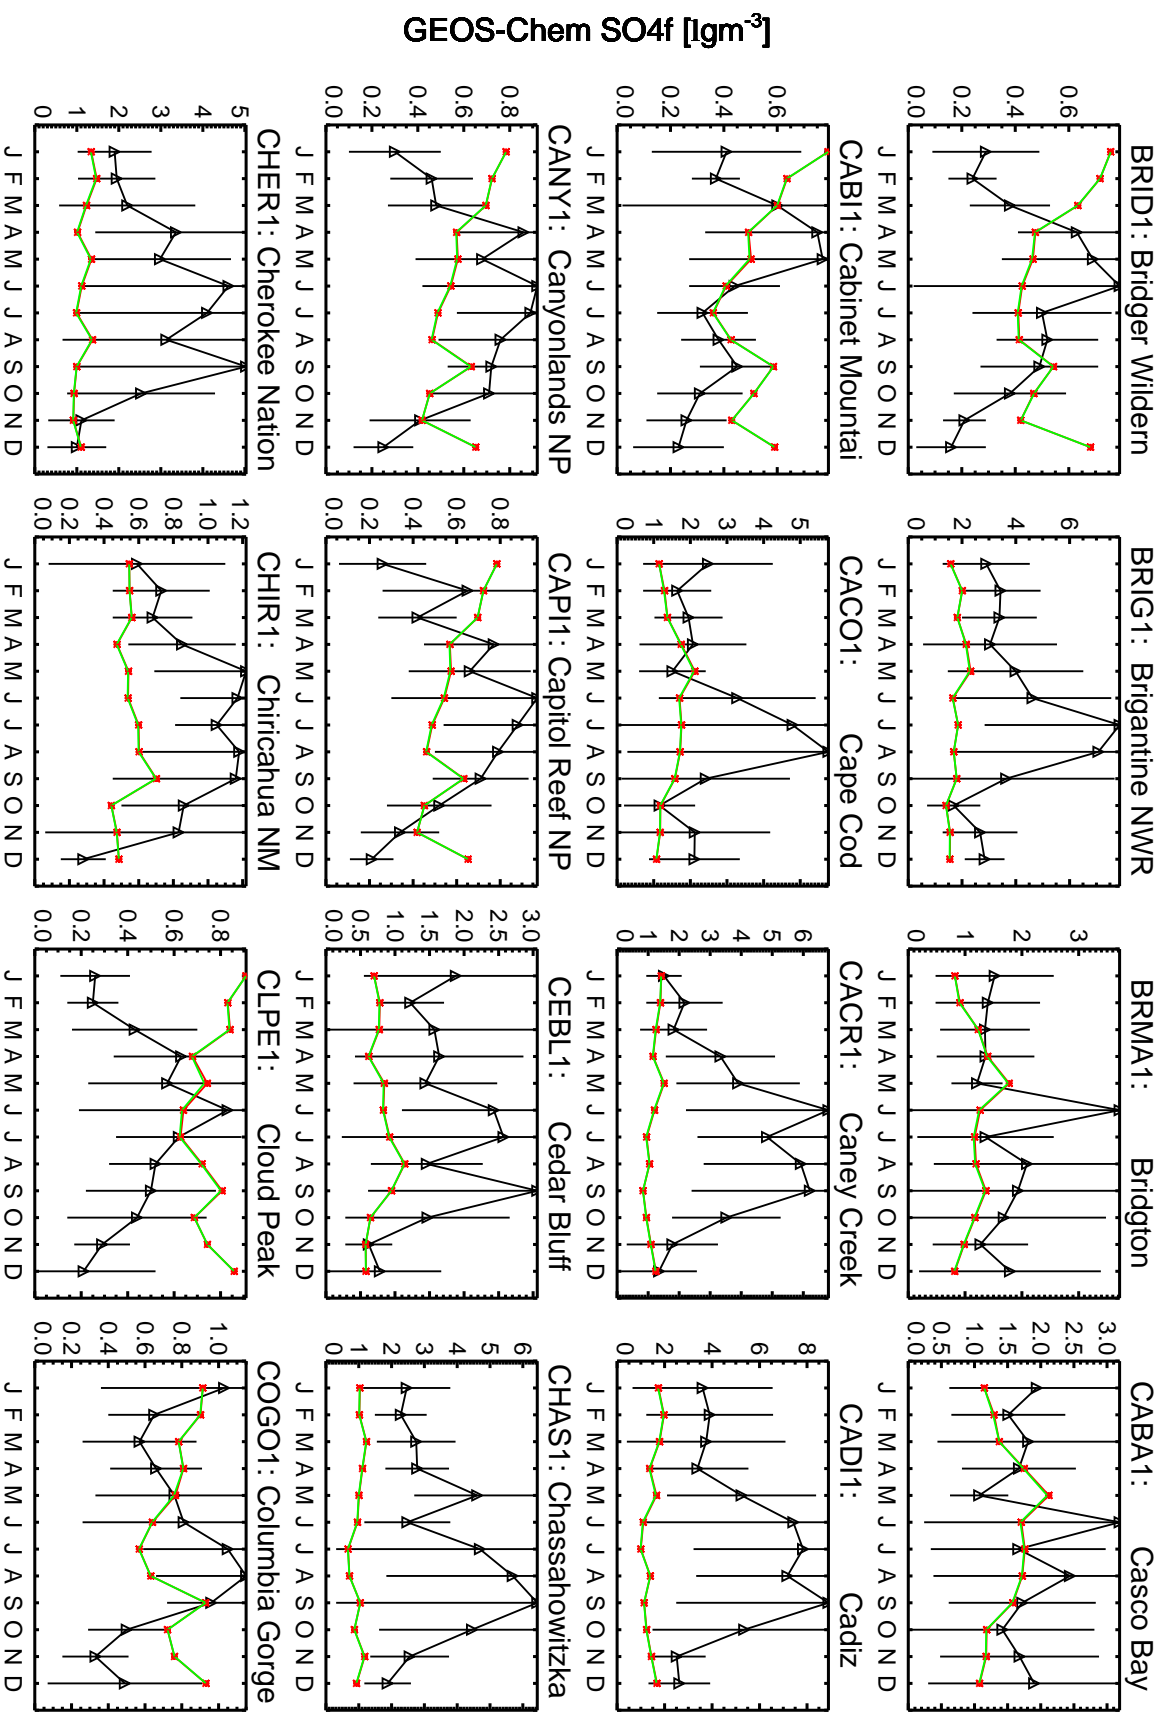 GEOS-Chem SO4f [1gm-3]
BRID1: Bridger Wildern
0.6
0.4
0.2
0.0
J F M A M J J A S O N D
BRIG1: Brigantine NWR
6
4
2
0
J F M A M J J A S O N D
BRMA1: Bridgton
3
2
1
0
J F M A M J J A S O N D
CABA1: Casco Bay
3.0
2.5
2.0
1.5
1.0
0.5
0.0
J F M A M J J A S O N D
CABI1: Cabinet Mountai
0.6
0.4
0.2
0.0
J F M A M J J A S O N D
CACO1: Cape Cod
5
4
3
2
1
0
J F M A M J J A S O N D
CACR1: Caney Creek
6
5
4
3
2
1
0
J F M A M J J A S O N D
CADI1: Cadiz
8
6
4
2
0
J F M A M J J A S O N D
CANY1: Canyonlands NP
0.8
0.6
0.4
0.2
0.0
J F M A M J J A S O N D
CAPI1: Capitol Reef NP
0.8
0.6
0.4
0.2
0.0
J F M A M J J A S O N D
CEBL1: Cedar Bluff
3.0
2.5
2.0
1.5
1.0
0.5
0.0
J F M A M J J A S O N D
CHAS1: Chassahowitzka
6
5
4
3
2
1
0
J F M A M J J A S O N D
CHER1: Cherokee Nation
5
4
3
2
1
0
J F M A M J J A S O N D
CHIR1: Chiricahua NM
1.2
1.0
0.8
0.6
0.4
0.2
0.0
J F M A M J J A S O N D
CLPE1: Cloud Peak
0.8
0.6
0.4
0.2
0.0
J F M A M J J A S O N D
COGO1: Columbia Gorge
1.0
0.8
0.6
0.4
0.2
0.0
J F M A M J J A S O N D